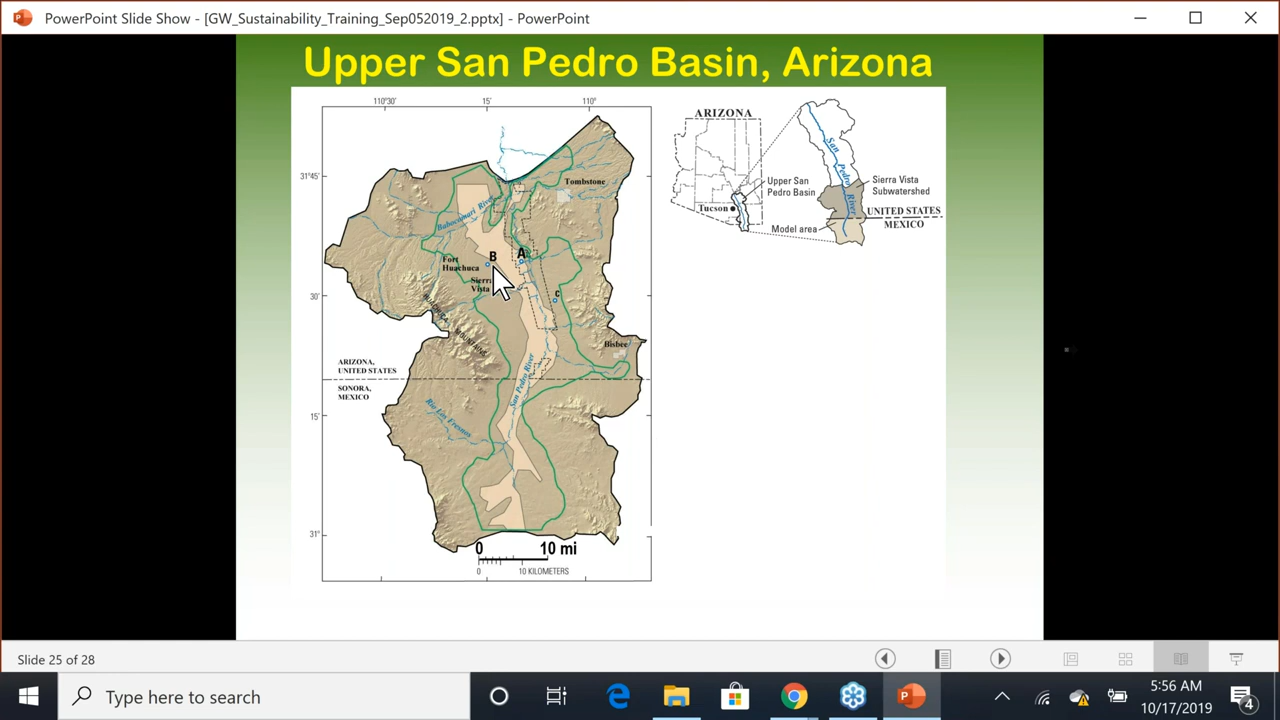 PowerPoint Slide Show - [GW_Sustainability_Training_Sep052019_2.pptx] - PowerPoint
Upper San Pedro Basin, Arizona
110°30'
15'
110°
31°45'
30'
15'
31°
Tombstone
Babocomari River
B
A
Fort
Huachuca
Sierra
Vista
C
HUACHUCA
MOUNTAINS
Bisbee
ARIZONA,
UNITED STATES
SONORA,
MEXICO
San Pedro River
Rio Los Fresnos
0 10 mi
0 10 KILOMETERS
ARIZONA
San Pedro River
Upper San
Pedro Basin
Sierra Vista
Subwatershed
Tucson
UNITED STATES
MEXICO
Model area
Slide 25 of 28
Type here to search
5:56 AM
10/17/2019
4